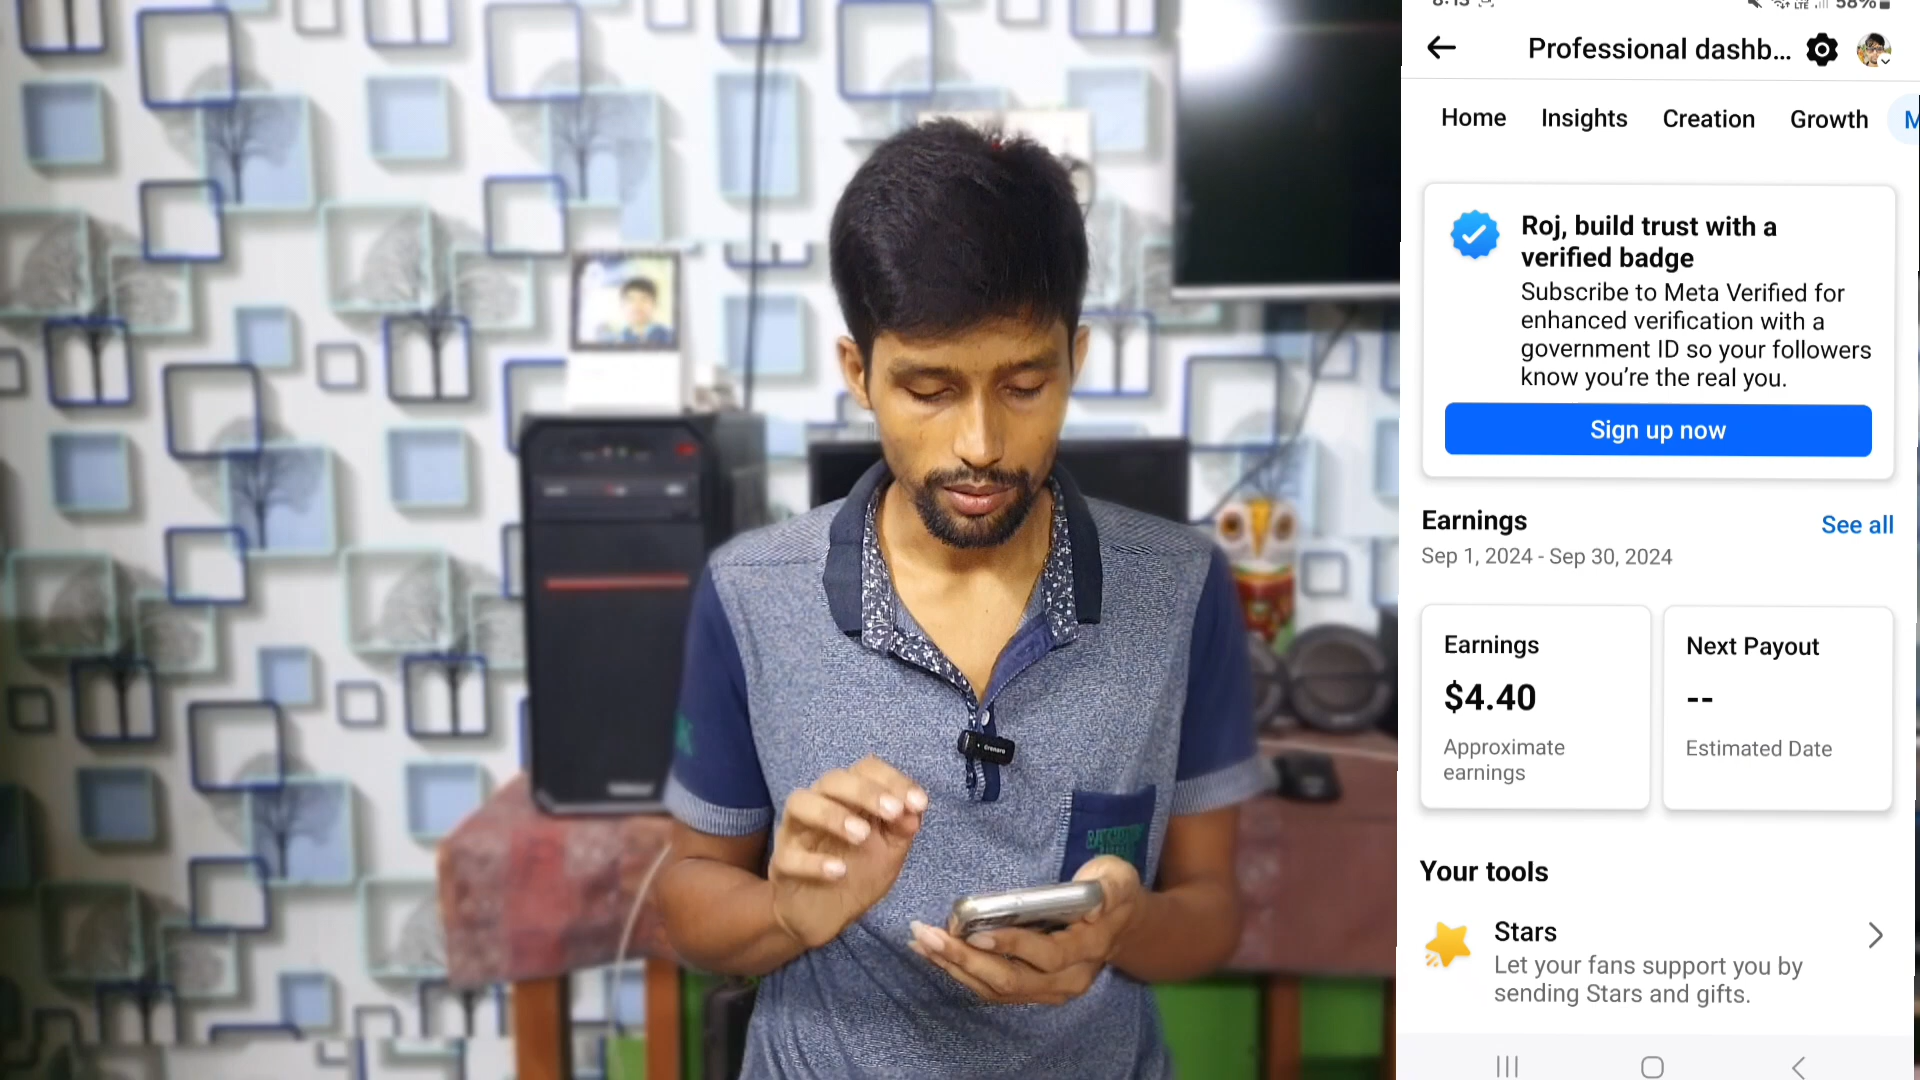 58%
Professional dashb...
Home
Insights
Creation
Growth
M
Roj, build trust with a
verified badge
Subscribe to Meta Verified for
enhanced verification with a
government ID so your followers
know you're the real you.
Sign up now
Earnings
See all
Sep 1, 2024 - Sep 30, 2024
Earnings
$4.40
Approximate
earnings
Next Payout
--
Estimated Date
Your tools
Stars
Let your fans support you by
sending Stars and gifts.